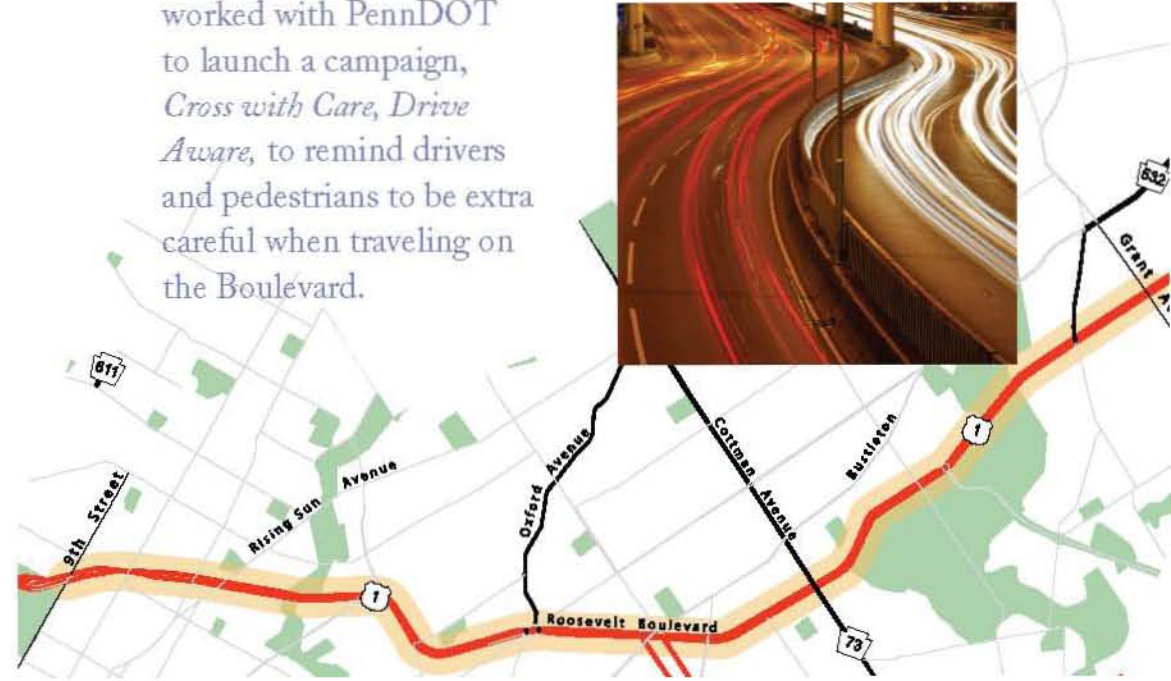 worked with PennDOT
to launch a campaign,
Cross with Care, Drive
Aware, to remind drivers
and pedestrians to be extra
careful when traveling on
the Boulevard.
532
Grant
611
1
Bustleton
Cottman Avenue
Oxford Avenue
Rising Sun Avenue
9th Street
1
Roosevelt Boulevard
73